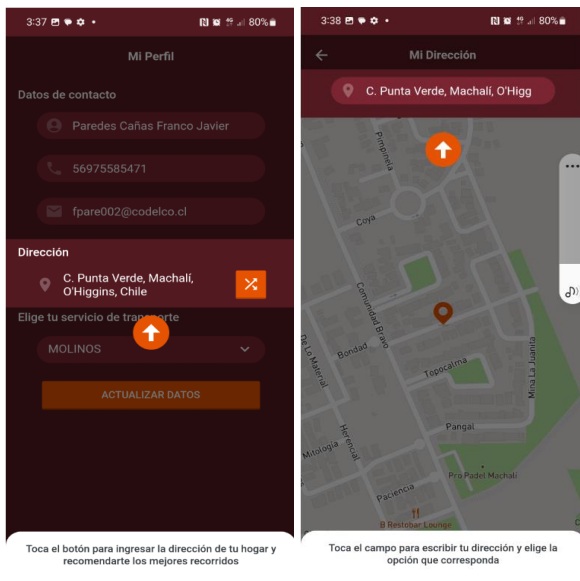 3:37
80%
Mi Perfil
Datos de contacto
Paredes Cañas Franco Javier
56975585471
fpare002@codelco.cl
Dirección
C. Punta Verde, Machalí,
O'Higgins, Chile
Elige tu servicio de transporte
MOLINOS
ACTUALIZAR DATOS
Toca el botón para ingresar la dirección de tu hogar y
recomendarte los mejores recorridos
3:38
80%
Mi Dirección
C. Punta Verde, Machalí, O'Higg
Pimpinela
Coya
Comunidad Bravo
De Lo Material
Bondad
Topocalma
Mina La Juanita
Pangal
Herencial
Mitología
Pro Padel Machalí
Paciencia
8 Restobar Lounge
Toca el campo para escribir tu dirección y elige la
opción que corresponda